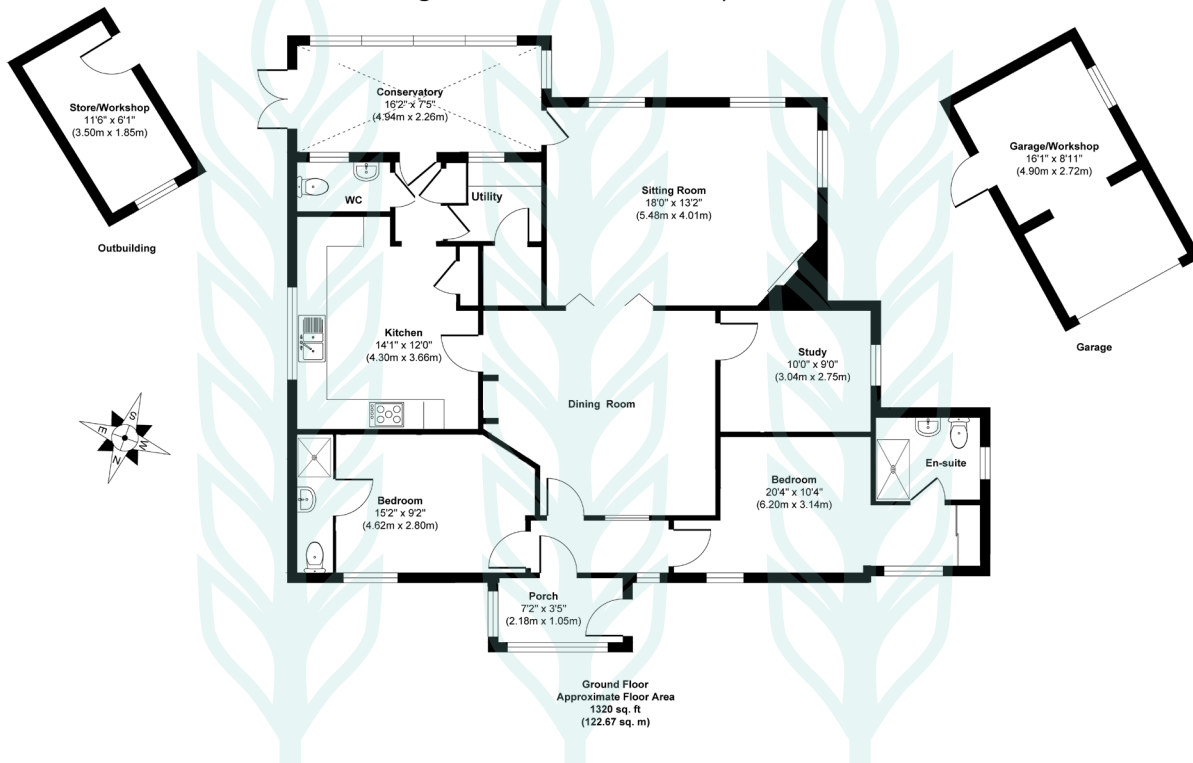 Store/Workshop
11'6" x 6'1"
(3.50m x 1.85m)
Outbuilding
Conservatory
16'2" x 7'5"
(4.94m x 2.26m)
WC
Utility
Sitting Room
18'0" x 13'2"
(5.48m x 4.01m)
Garage/Workshop
16'1" x 8'11"
(4.90m x 2.72m)
Garage
Kitchen
14'1" x 12'0"
(4.30m x 3.66m)
Study
10'0" x 9'0"
(3.04m x 2.75m)
Dining Room
S
E
W
N
Bedroom
15'2" x 9'2"
(4.62m x 2.80m)
Bedroom
20'4" x 10'4"
(6.20m x 3.14m)
En-suite
Porch
7'2" x 3'5"
(2.18m x 1.05m)
Ground Floor
Approximate Floor Area
1320 sq. ft
(122.67 sq. m)